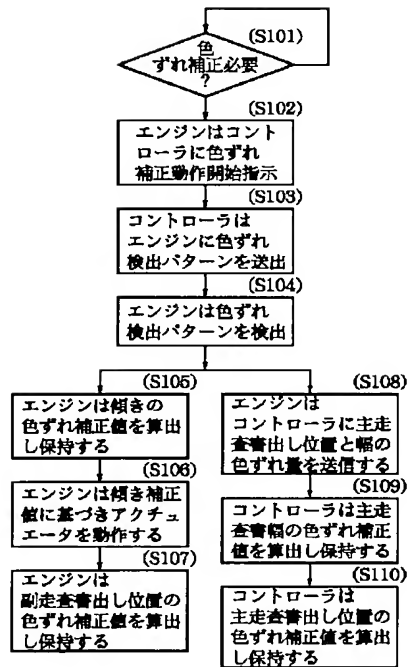 (S101)
色
ずれ補正必要
?
(S102)
エンジンはコント
ローラに色ずれ
補正動作開始指示
(S103)
コントローラは
エンジンに色ずれ
検出パターンを送出
(S104)
エンジンは色ずれ
検出パターンを検出
(S105)
エンジンは傾きの
色ずれ補正値を算出
し保持する
(S106)
エンジンは傾き補正
値に基づきアクチュ
エータを動作する
(S107)
エンジンは
副走査書出し位置の
色ずれ補正値を算出
し保持する
(S108)
エンジンは
コントローラに主走
査書出し位置と幅の
色ずれ量を送信する
(S109)
コントローラは主走
査書幅の色ずれ補正
値を算出し保持する
(S110)
コントローラは
主走査書出し位置の
色ずれ補正値を算出
し保持する